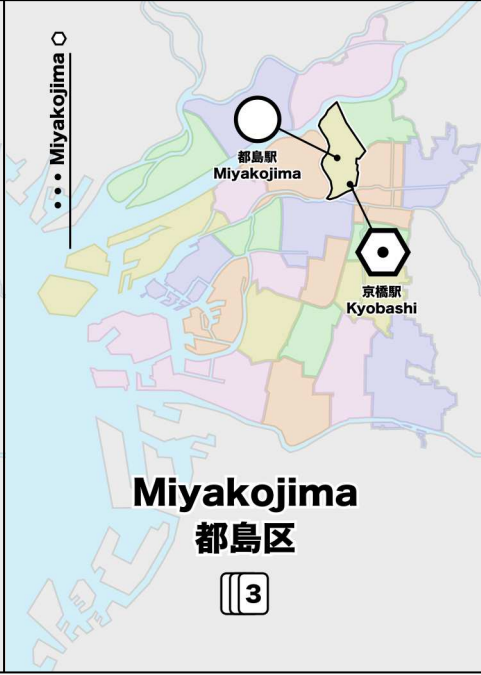 ••• Miyakojima
都島駅
Miyakojima
京橋駅
Kyobashi
Miyakojima
都島区
3